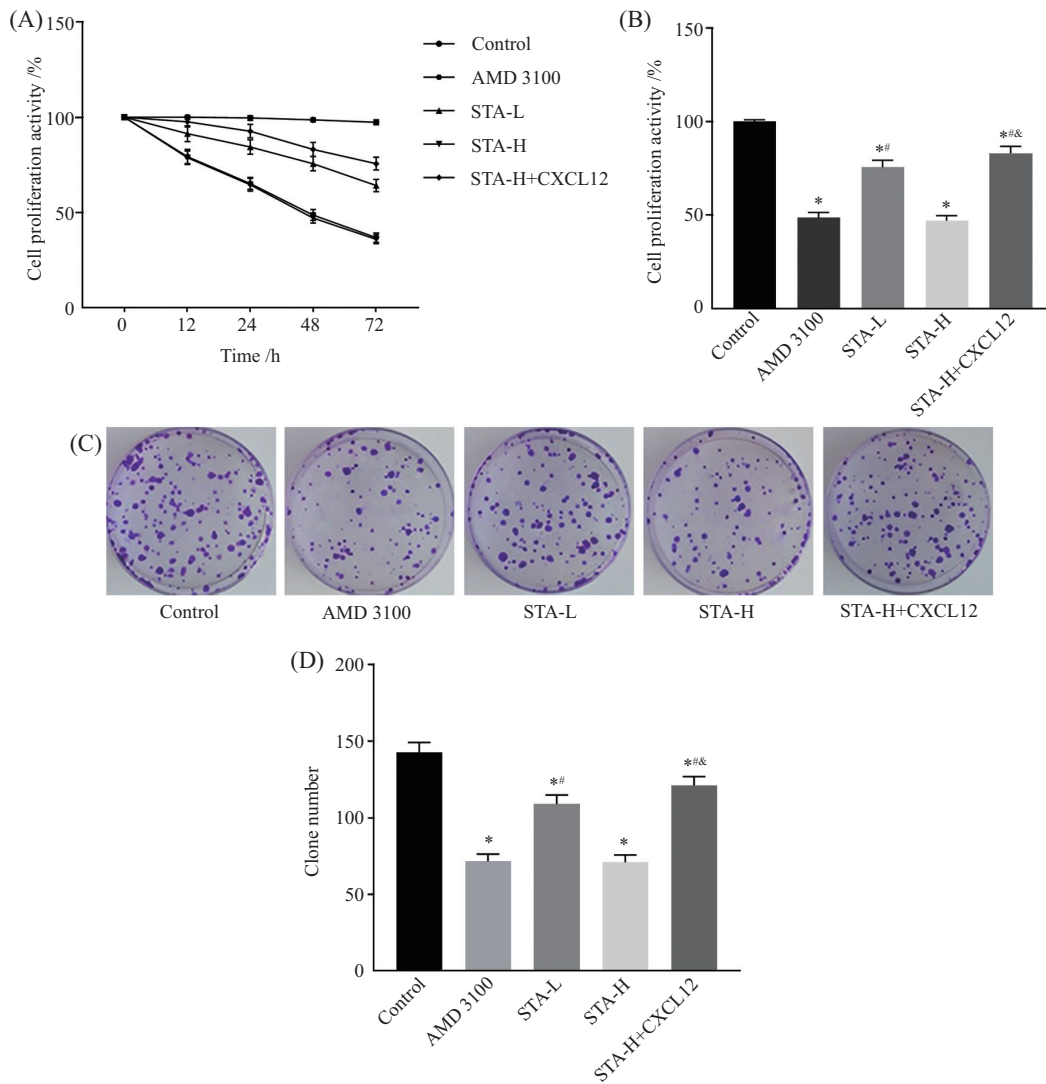 (A)
150
100
50
0
Cell proliferation activity /%
0 12 24 48 72
Time /h
Control
AMD 3100
STA-L
STA-H
STA-H+CXCL12
(B)
150
100
50
0
Cell proliferation activity /%
*
*#
*
*#&
Control
AMD 3100
STA-L
STA-H
STA-H+CXCL12
(C)
Control AMD 3100 STA-L STA-H STA-H+CXCL12
(D)
200
150
100
50
0
Clone number
*
*#
*
*#&
Control
AMD 3100
STA-L
STA-H
STA-H+CXCL12